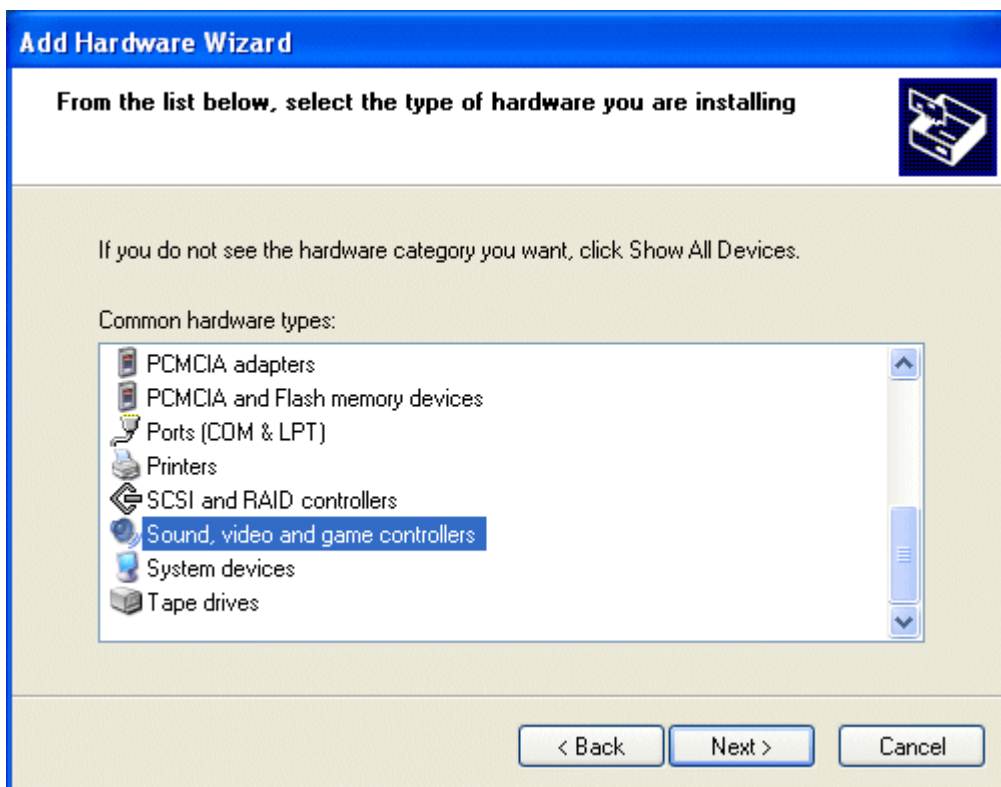 Add Hardware Wizard
From the list below, select the type of hardware you are installing
If you do not see the hardware category you want, click Show All Devices.
Common hardware types:
PCMCIA adapters
PCMCIA and Flash memory devices
Ports (COM & LPT)
Printers
SCSI and RAID controllers
Sound, video and game controllers
System devices
Tape drives
< Back Next > Cancel